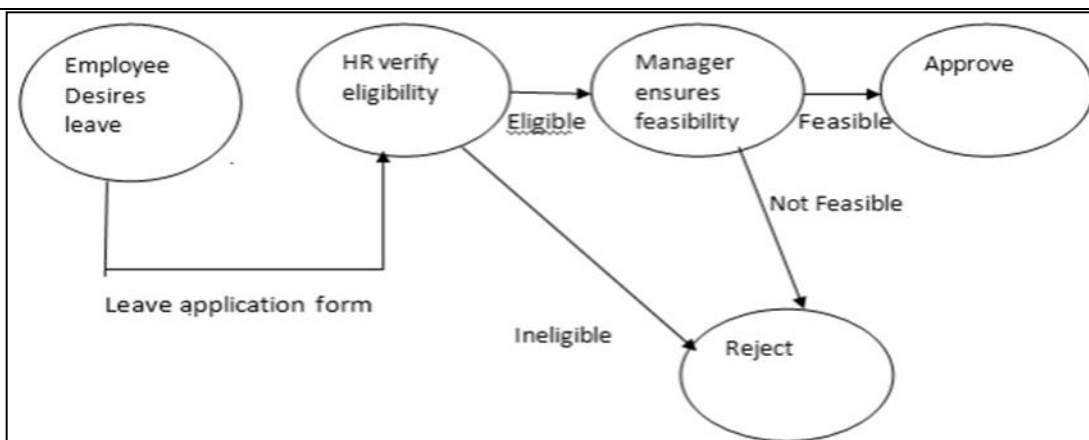 Employee
Desires
leave
HR verify
eligibility
Manager
ensures
feasibility
Approve
Eligible
Feasible
Not Feasible
Leave application form
Ineligible
Reject